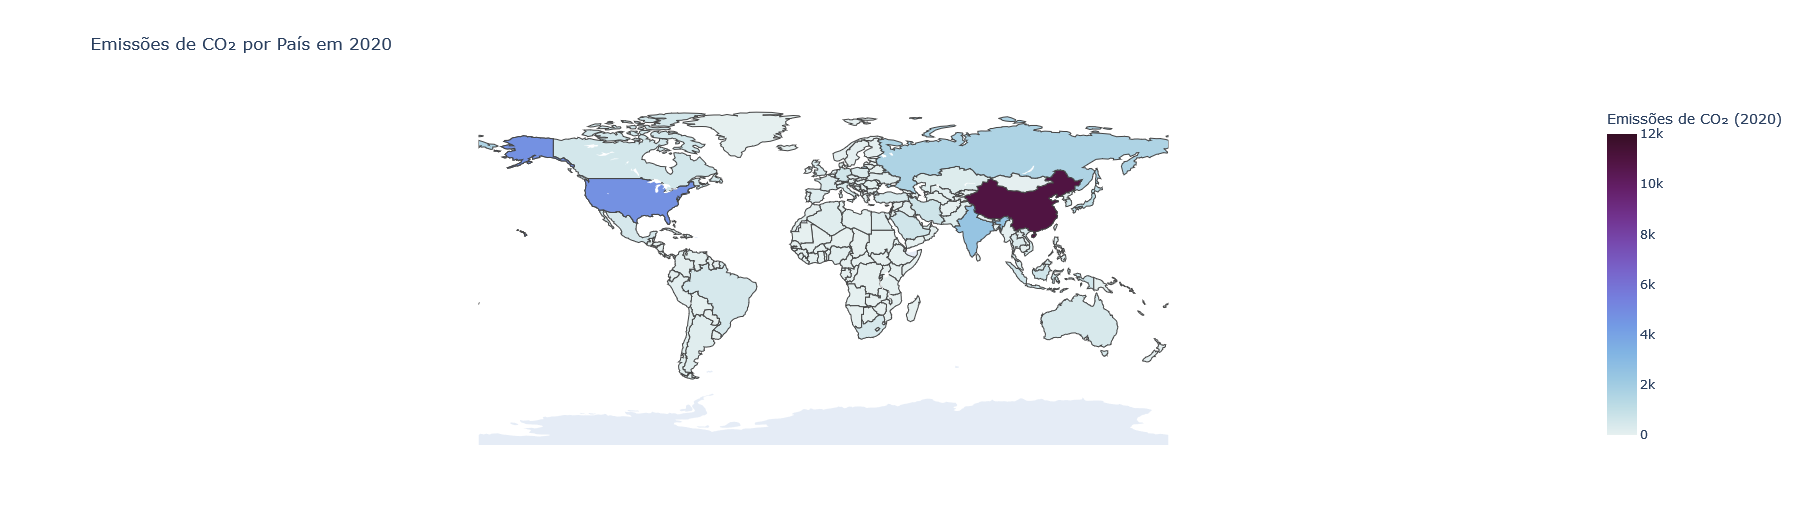 Emissões de CO₂ por País em 2020
Emissões de CO₂ (2020)
12k
10k
8k
6k
4k
2k
0